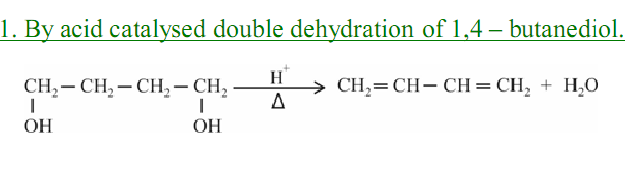 1. By acid catalysed double dehydration of 1,4 – butanediol.
H⁺
CH₂ – CH₂ – CH₂ – CH₂ → CH₂ = CH – CH = CH₂ + H₂O
Δ
OH OH